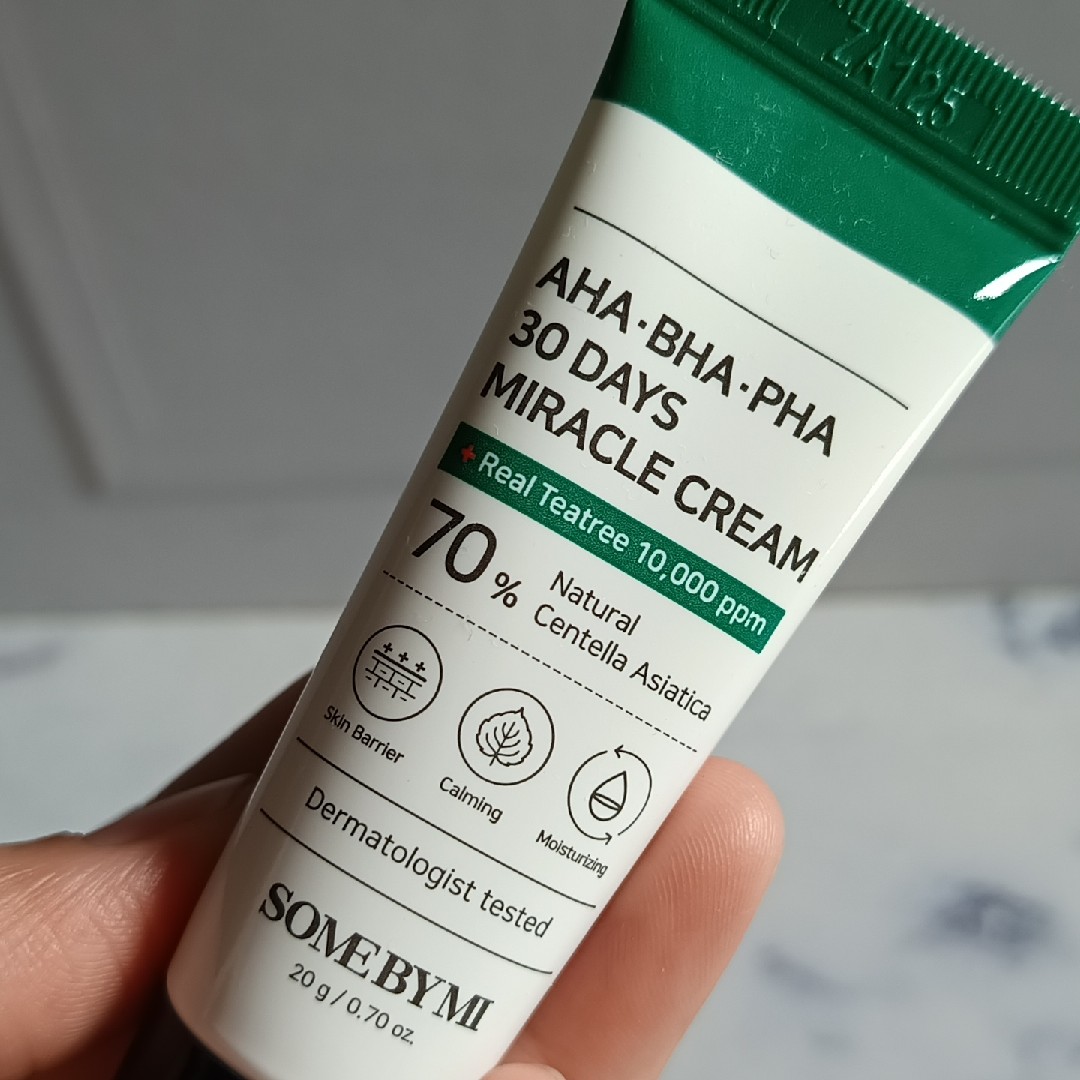 ZA125
AHA·BHA·PHA
30 DAYS
MIRACLE CREAM
+ Real Teatree 10,000 ppm
70% Natural
Centella Asiatica
Skin Barrier
Calming
Moisturizing
Dermatologist tested
SOME BY MI
20 g / 0.70 oz.